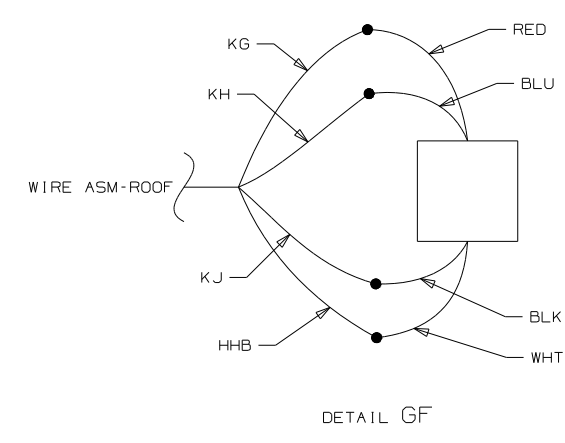 KG
RED
KH
BLU
WIRE ASM-ROOF
KJ
BLK
HHB
WHT
DETAIL GF